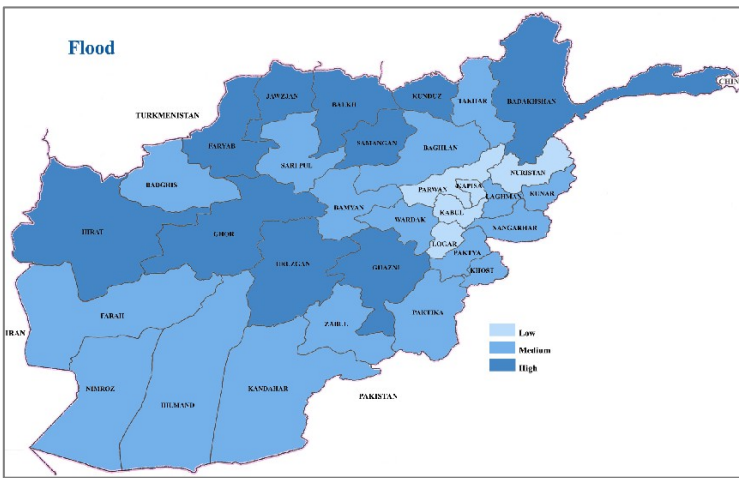 Flood
JAWZJAN
BALKH
KUNDUZ
TAKHAR
BADAKHSHAN
CHIN
TURKMENISTAN
FARYAB
SARI PUL
SAMANGAN
BAGHLAN
BADGHIS
NURISTAN
PARWAN
KAPISA
LAGHMAN
KUNAR
BAMYAN
WARDAK
KABUL
HIRAT
GHOR
NANGARHAR
LOGAR
PAKTYA
URUZGAN
GHAZNI
KHOST
FARAH
PAKTIKA
IRAN
ZABUL
Low
Medium
High
NIMROZ
HILMAND
KANDAHAR
PAKISTAN